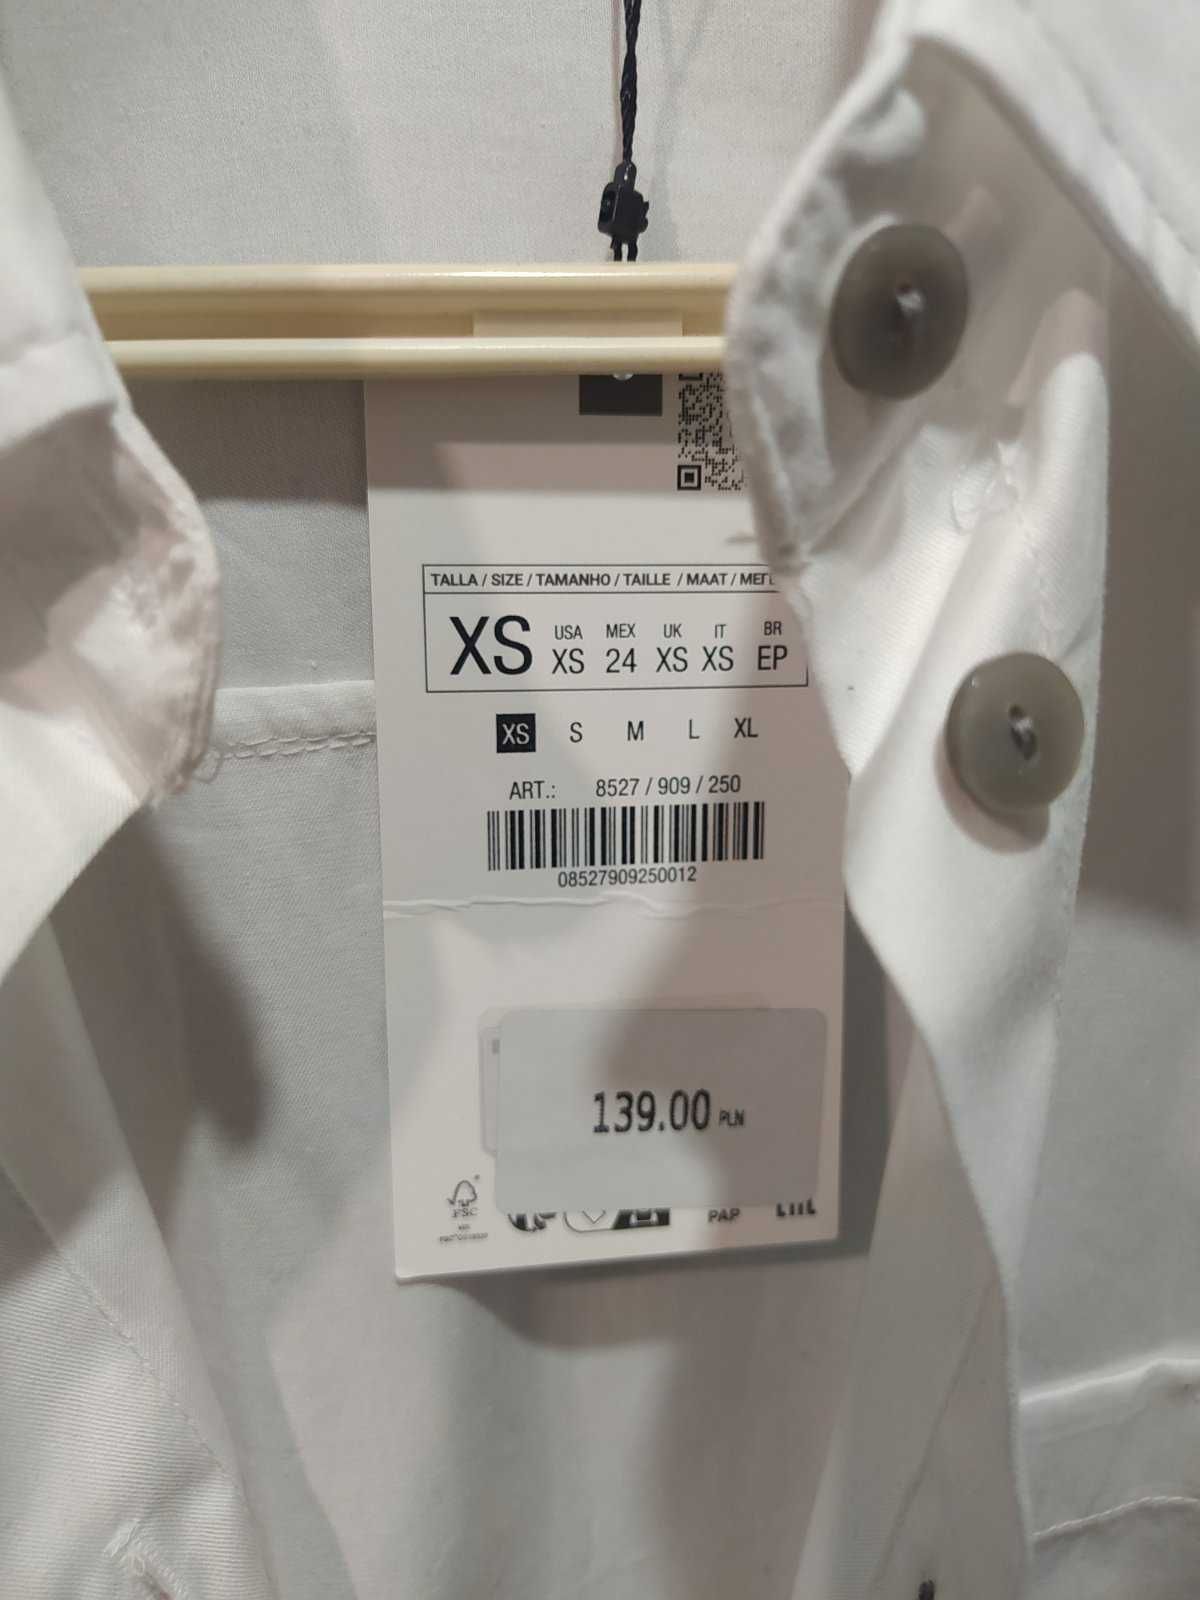 TALLA / SIZE / TAMANHO / TAILLE / MAAT /
XS
USA MEX UK IT BR
XS 24 XS XS EP
XS S M L XL
ART.: 8527 / 909 / 250
08527909250012
139.00 PLN
FSC
PAP